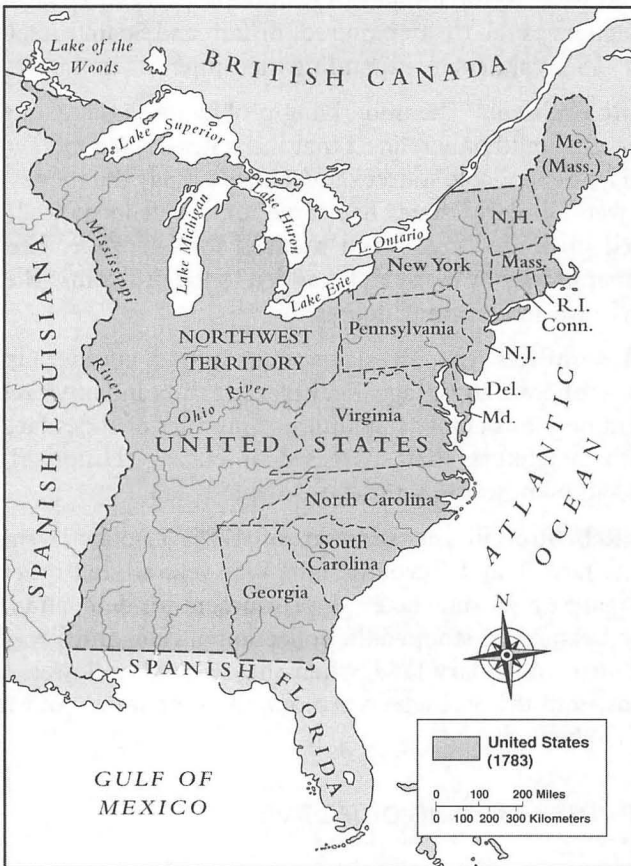 Lake of the
Woods
BRITISH CANADA
Lake Superior
Lake Michigan
Lake Huron
L. Ontario
Lake Erie
Me.
(Mass.)
N.H.
New York
Mass.
R.I.
Conn.
Pennsylvania
N.J.
NORTHWEST
TERRITORY
Del.
Md.
Ohio River
Virginia
Mississippi
River
SPANISH LOUISIANA
UNITED STATES
North Carolina
South
Carolina
Georgia
ATLANTIC
OCEAN
SPANISH FLORIDA
GULF OF
MEXICO
N
United States
(1783)
0 100 200 Miles
0 100 200 300 Kilometers